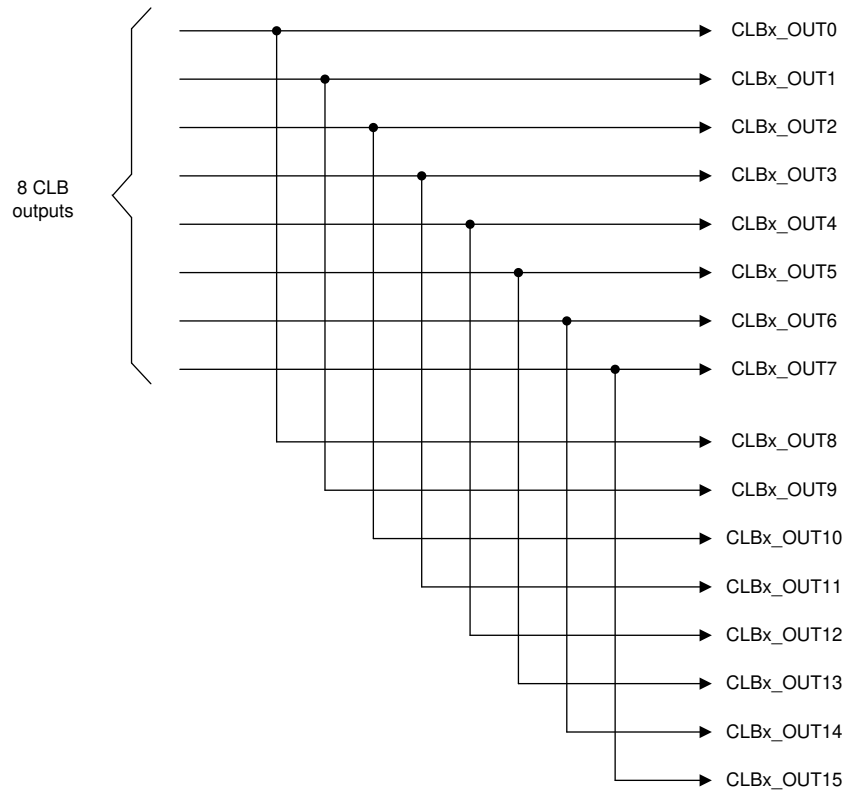 8 CLB
outputs
CLBx_OUT0
CLBx_OUT1
CLBx_OUT2
CLBx_OUT3
CLBx_OUT4
CLBx_OUT5
CLBx_OUT6
CLBx_OUT7
CLBx_OUT8
CLBx_OUT9
CLBx_OUT10
CLBx_OUT11
CLBx_OUT12
CLBx_OUT13
CLBx_OUT14
CLBx_OUT15